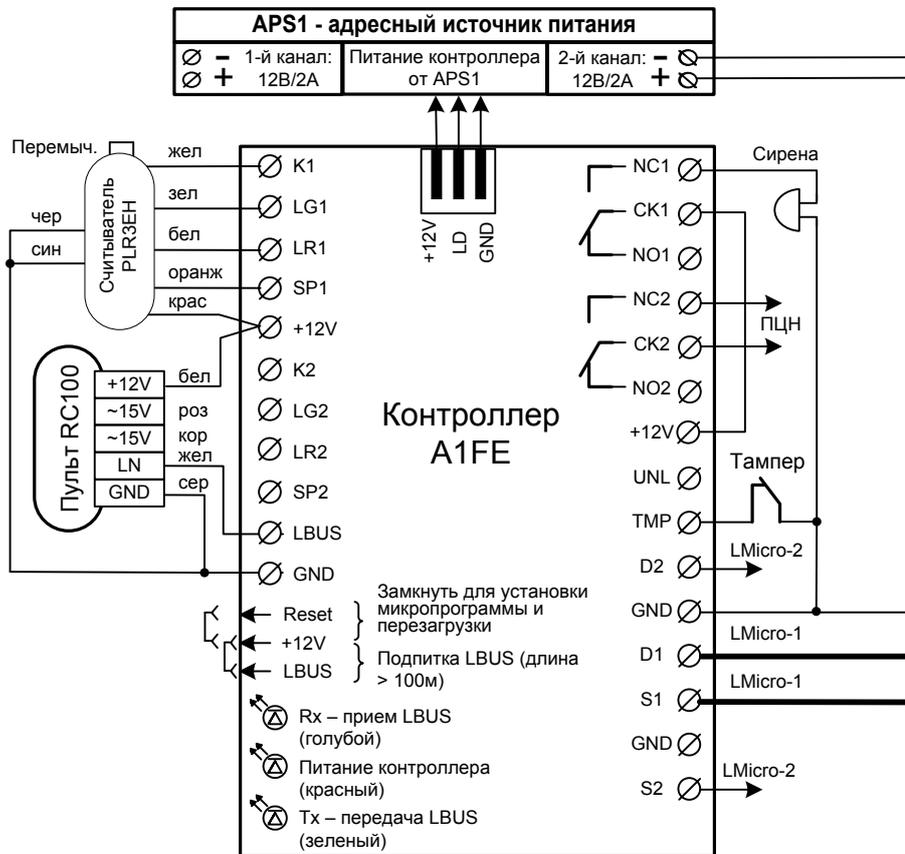 APS1 - адресный источник питания
– 1-й канал:
+ 12В/2А
Питание контроллера
от APS1
2-й канал: –
12В/2А +
Перемыч.
Считыватель
PLR3EH
жел
зел
бел
оранж
крас
чер
син
Пульт RC100
+12V
~15V
~15V
LN
GND
бел
роз
кор
жел
сер
K1
LG1
LR1
SP1
+12V
K2
LG2
LR2
SP2
LBUS
GND
Reset
+12V
LBUS
Замкнуть для установки
микропрограммы и
перезагрузки
Подпитка LBUS (длина
> 100м)
Rx – прием LBUS
(голубой)
Питание контроллера
(красный)
Tx – передача LBUS
(зеленый)
+12V
LD
GND
Контроллер
A1FE
NC1
CK1
NO1
NC2
CK2
NO2
+12V
UNL
TMP
D2
GND
D1
S1
GND
S2
Сирена
ПЦН
Тампер
LMicro-2
LMicro-1
LMicro-1
LMicro-2